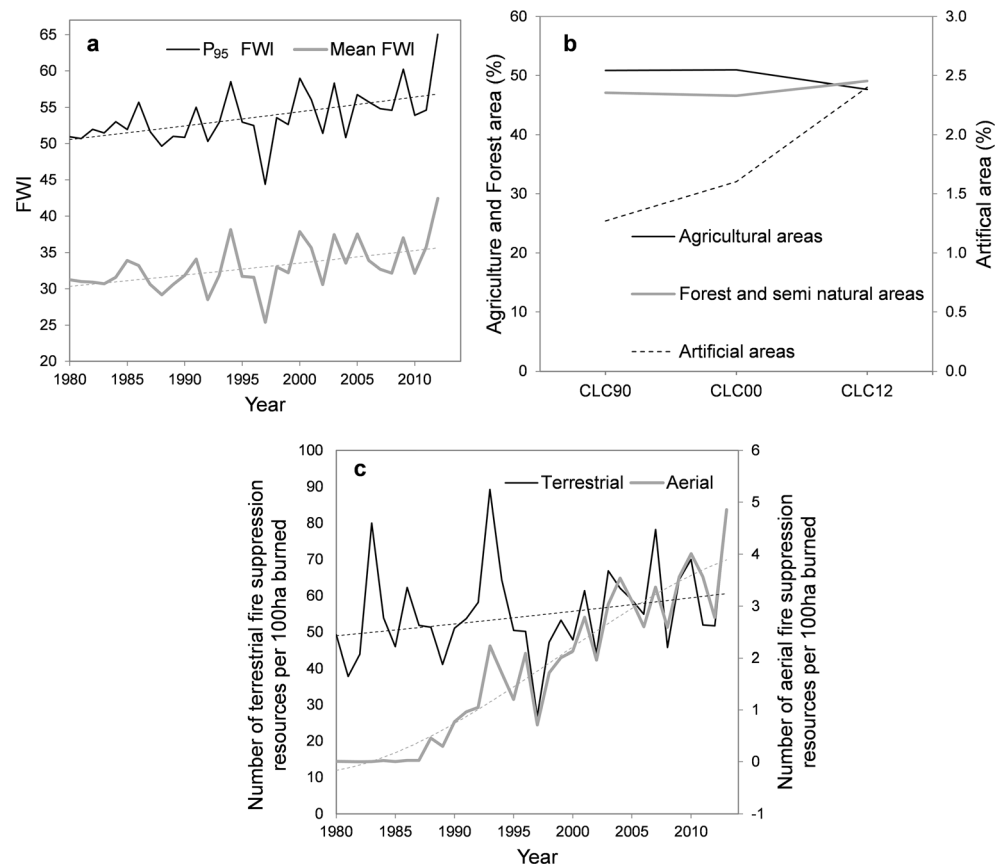 a
P95 FWI
Mean FWI
65
60
55
50
45
40
35
30
25
20
FWI
1980 1985 1990 1995 2000 2005 2010
Year
b
60
50
40
30
20
10
0
Agriculture and Forest area (%)
3.0
2.5
2.0
1.5
1.0
0.5
0.0
Artifical area (%)
Agricultural areas
Forest and semi natural areas
Artificial areas
CLC90 CLC00 CLC12
c
Terrestrial
Aerial
100
90
80
70
60
50
40
30
20
10
0
Number of terrestrial fire suppression
resources per 100ha burned
6
5
4
3
2
1
0
-1
Number of aerial fire suppression
resources per 100ha burned
1980 1985 1990 1995 2000 2005 2010
Year